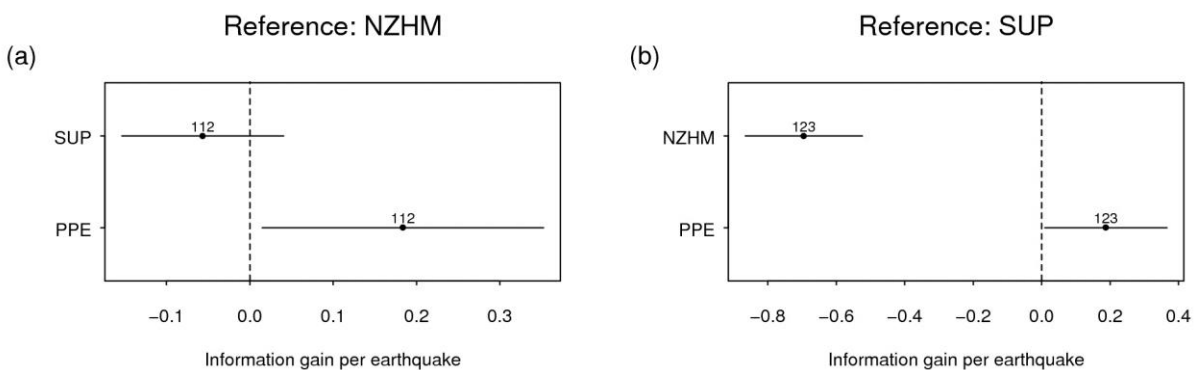 Reference: NZHM
(a)
SUP
112
PPE
112
−0.1 0.0 0.1 0.2 0.3
Information gain per earthquake
Reference: SUP
(b)
NZHM
123
PPE
123
−0.8 −0.6 −0.4 −0.2 0.0 0.2 0.4
Information gain per earthquake